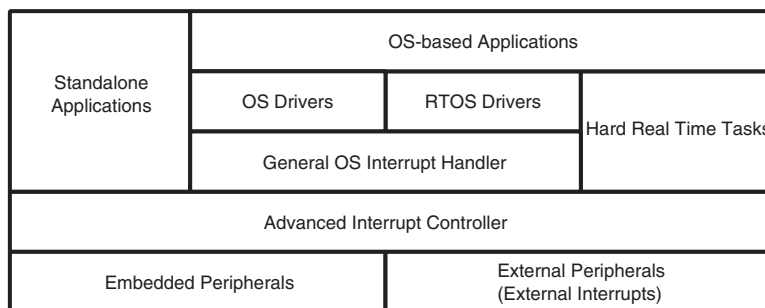 OS-based Applications
Standalone
Applications
OS Drivers
RTOS Drivers
Hard Real Time Tasks
General OS Interrupt Handler
Advanced Interrupt Controller
Embedded Peripherals
External Peripherals
(External Interrupts)